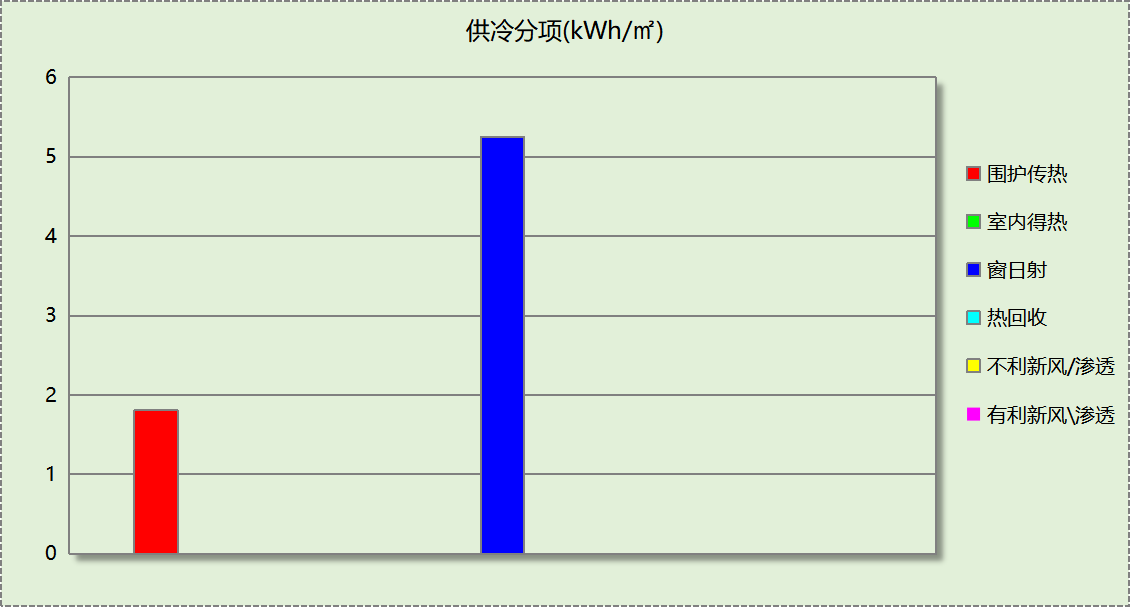 供冷分项(kWh/㎡)
6
5
4
3
2
1
0
围护传热
室内得热
窗日射
热回收
不利新风/渗透
有利新风\渗透